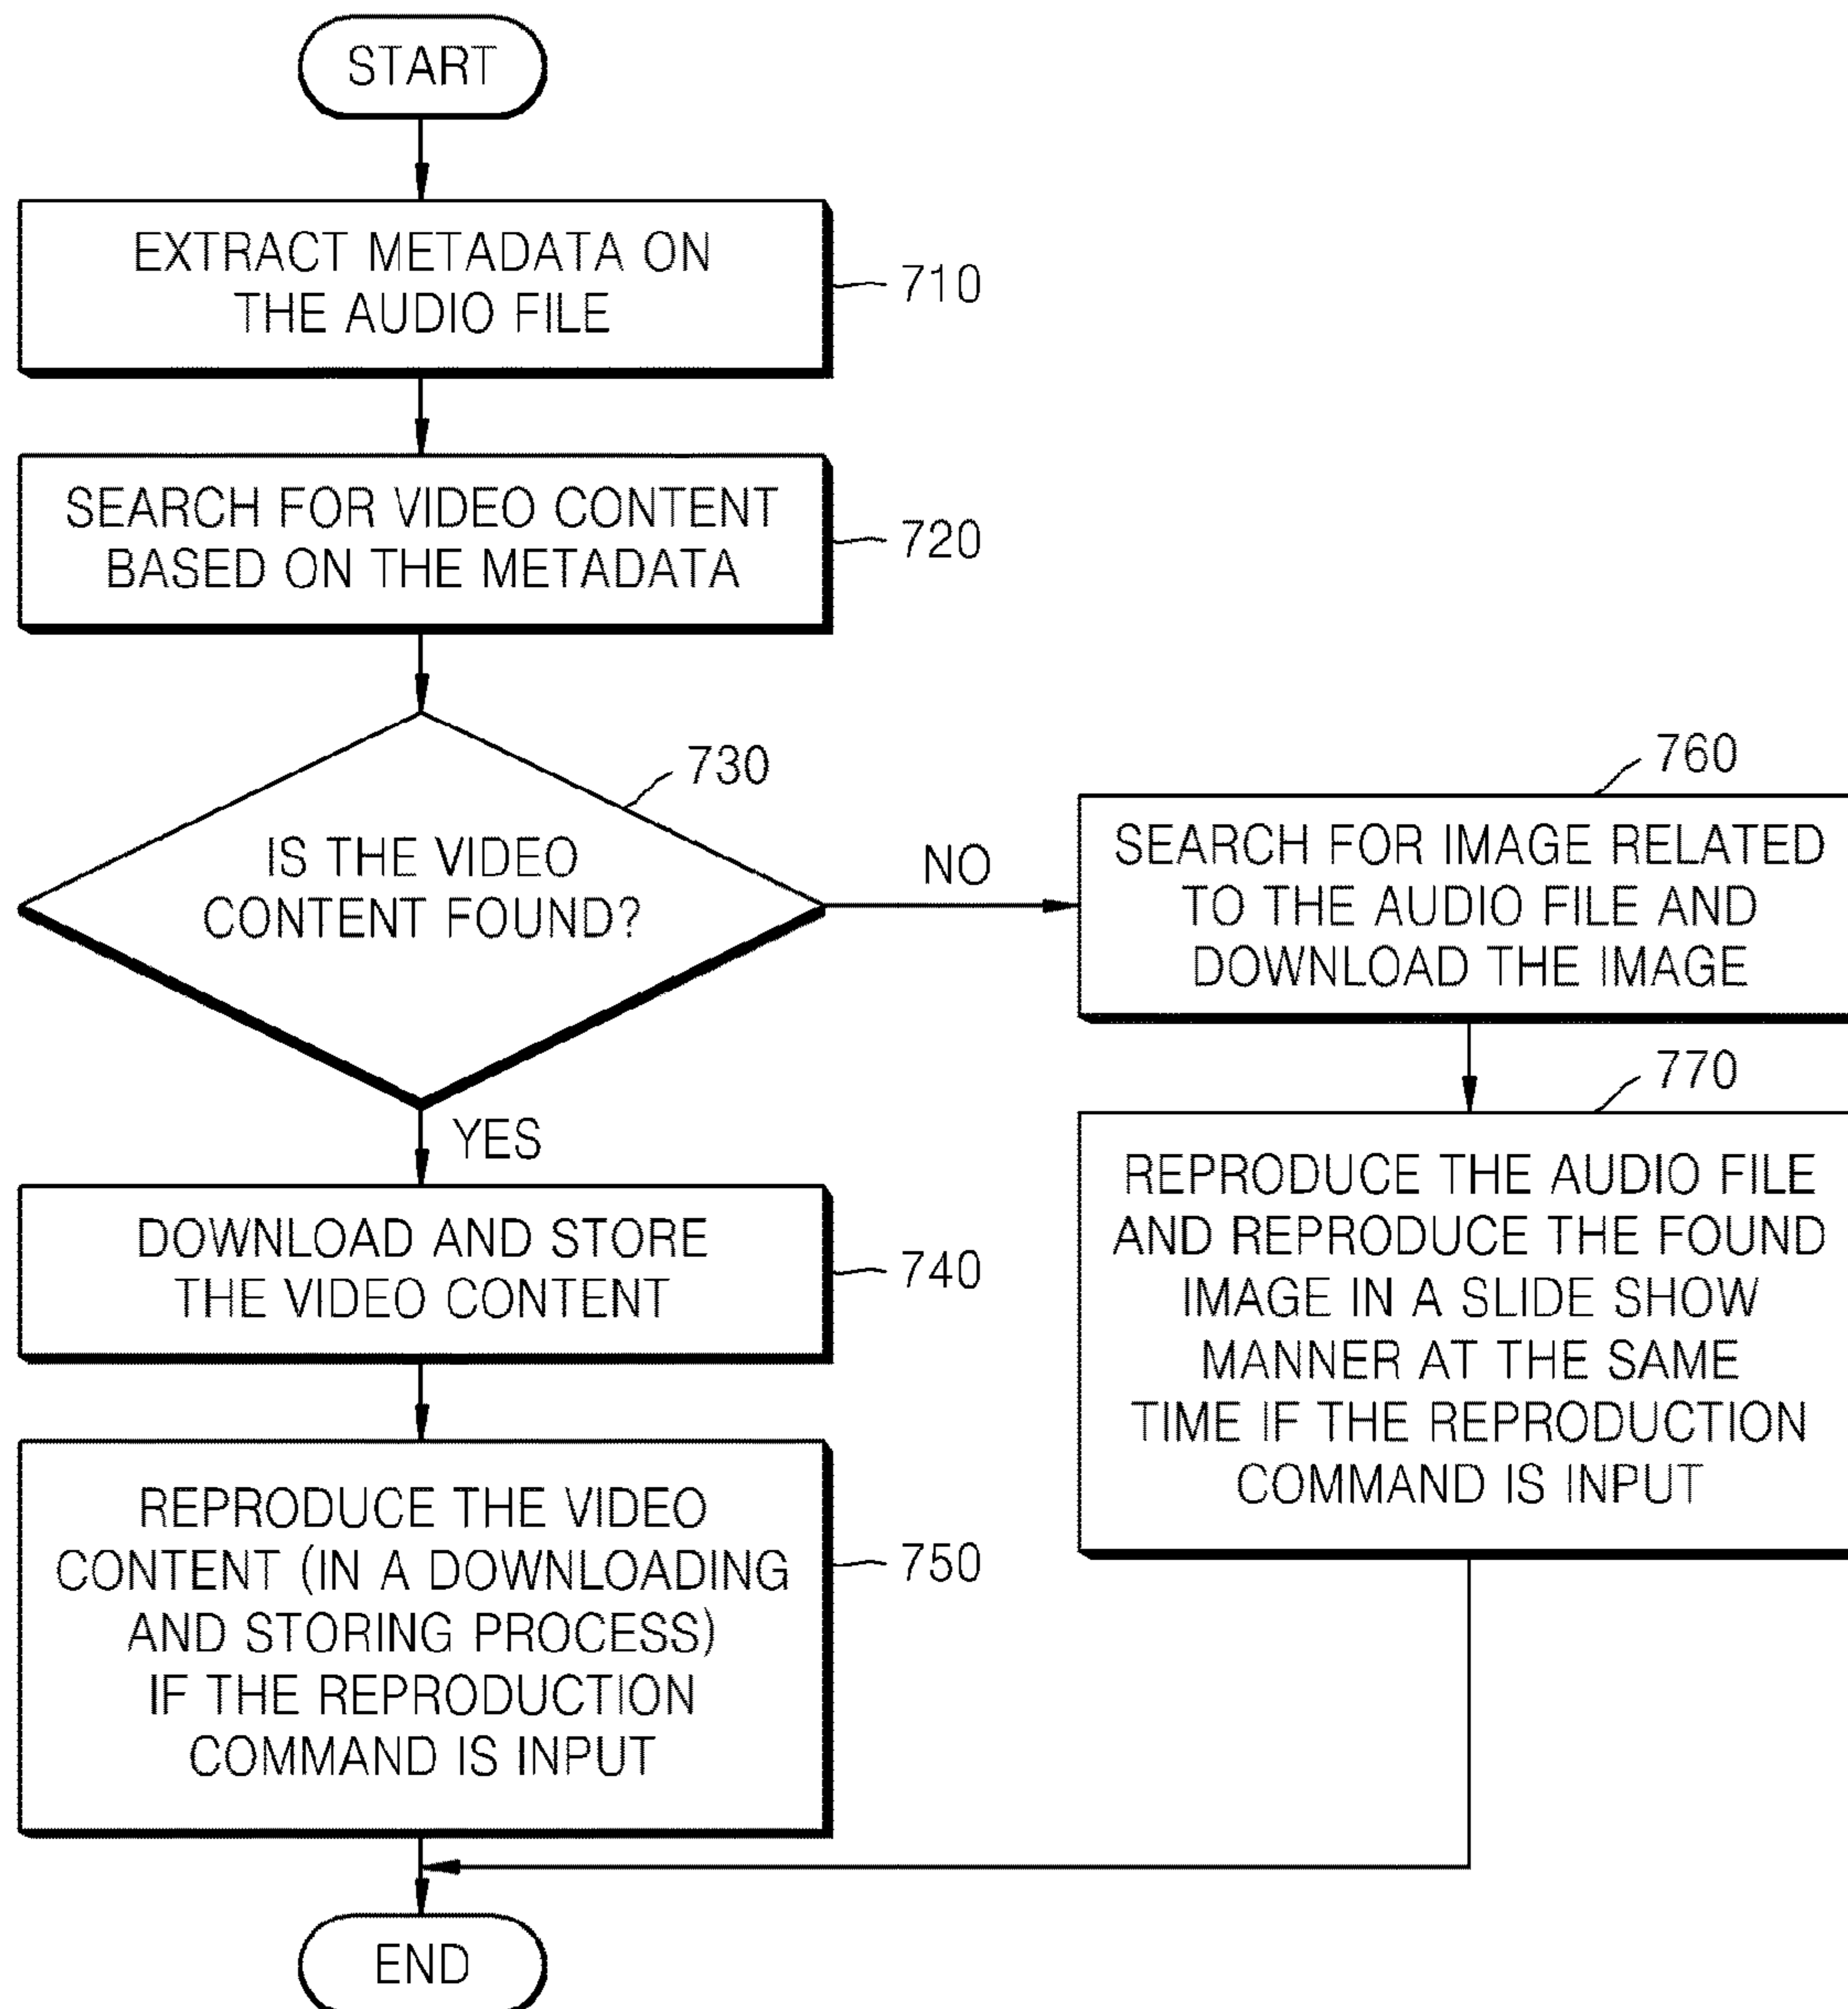 START
EXTRACT METADATA ON
THE AUDIO FILE
710
SEARCH FOR VIDEO CONTENT
BASED ON THE METADATA
720
730
IS THE VIDEO
CONTENT FOUND?
NO
YES
760
SEARCH FOR IMAGE RELATED
TO THE AUDIO FILE AND
DOWNLOAD THE IMAGE
770
REPRODUCE THE AUDIO FILE
AND REPRODUCE THE FOUND
IMAGE IN A SLIDE SHOW
MANNER AT THE SAME
TIME IF THE REPRODUCTION
COMMAND IS INPUT
DOWNLOAD AND STORE
THE VIDEO CONTENT
740
REPRODUCE THE VIDEO
CONTENT (IN A DOWNLOADING
AND STORING PROCESS)
IF THE REPRODUCTION
COMMAND IS INPUT
750
END